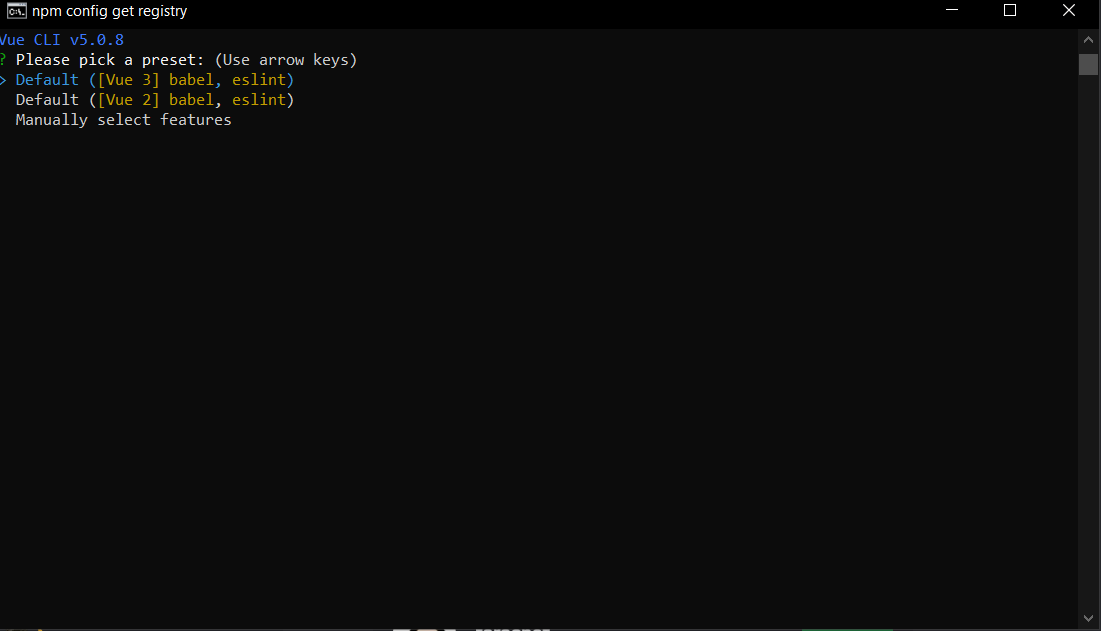 npm config get registry
Vue CLI v5.0.8
? Please pick a preset: (Use arrow keys)
> Default ([Vue 3] babel, eslint)
Default ([Vue 2] babel, eslint)
Manually select features